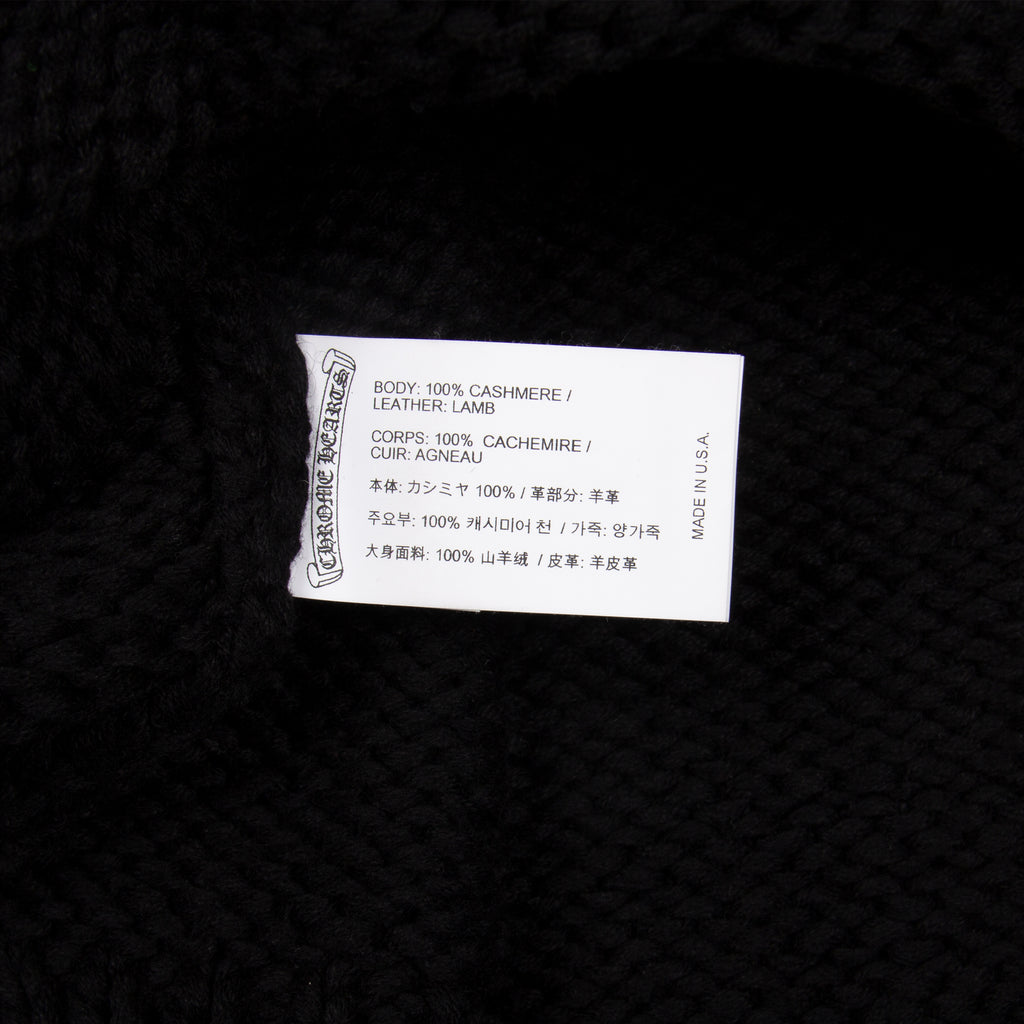 CHROME HEARTS
BODY: 100% CASHMERE /
LEATHER: LAMB
CORPS: 100% CACHEMIRE /
CUIR: AGNEAU
本体: カシミヤ 100% / 革部分: 羊革
주요부: 100% 캐시미어 천 / 가죽: 양가죽
大身面料: 100% 山羊绒 / 皮革: 羊皮革
MADE IN U.S.A.